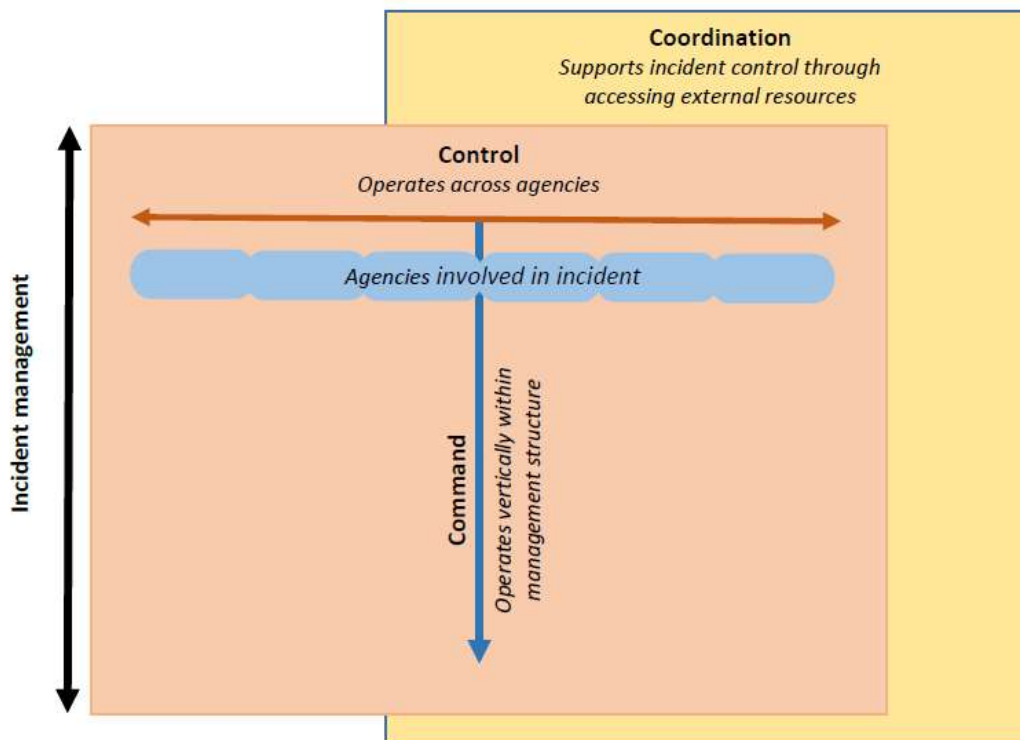 Coordination
Supports incident control through
accessing external resources
Control
Operates across agencies
Agencies involved in incident
Incident management
Command
Operates vertically within
management structure